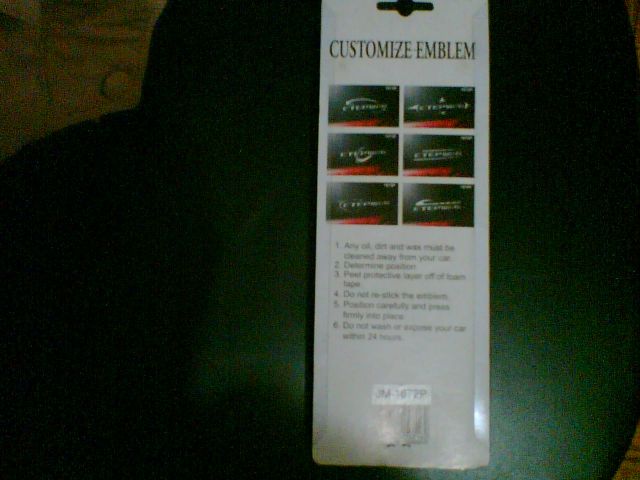 CUSTOMIZE EMBLEM
1. Any oil, dirt and wax must be
cleaned away from your car.
2. Determine position
3. Peel protective layer off of foam
tape.
4. Do not re-stick the emblem.
5. Position carefully and press
firmly into place.
6. Do not wash or expose your car
within 24 hours.
JM-1672P